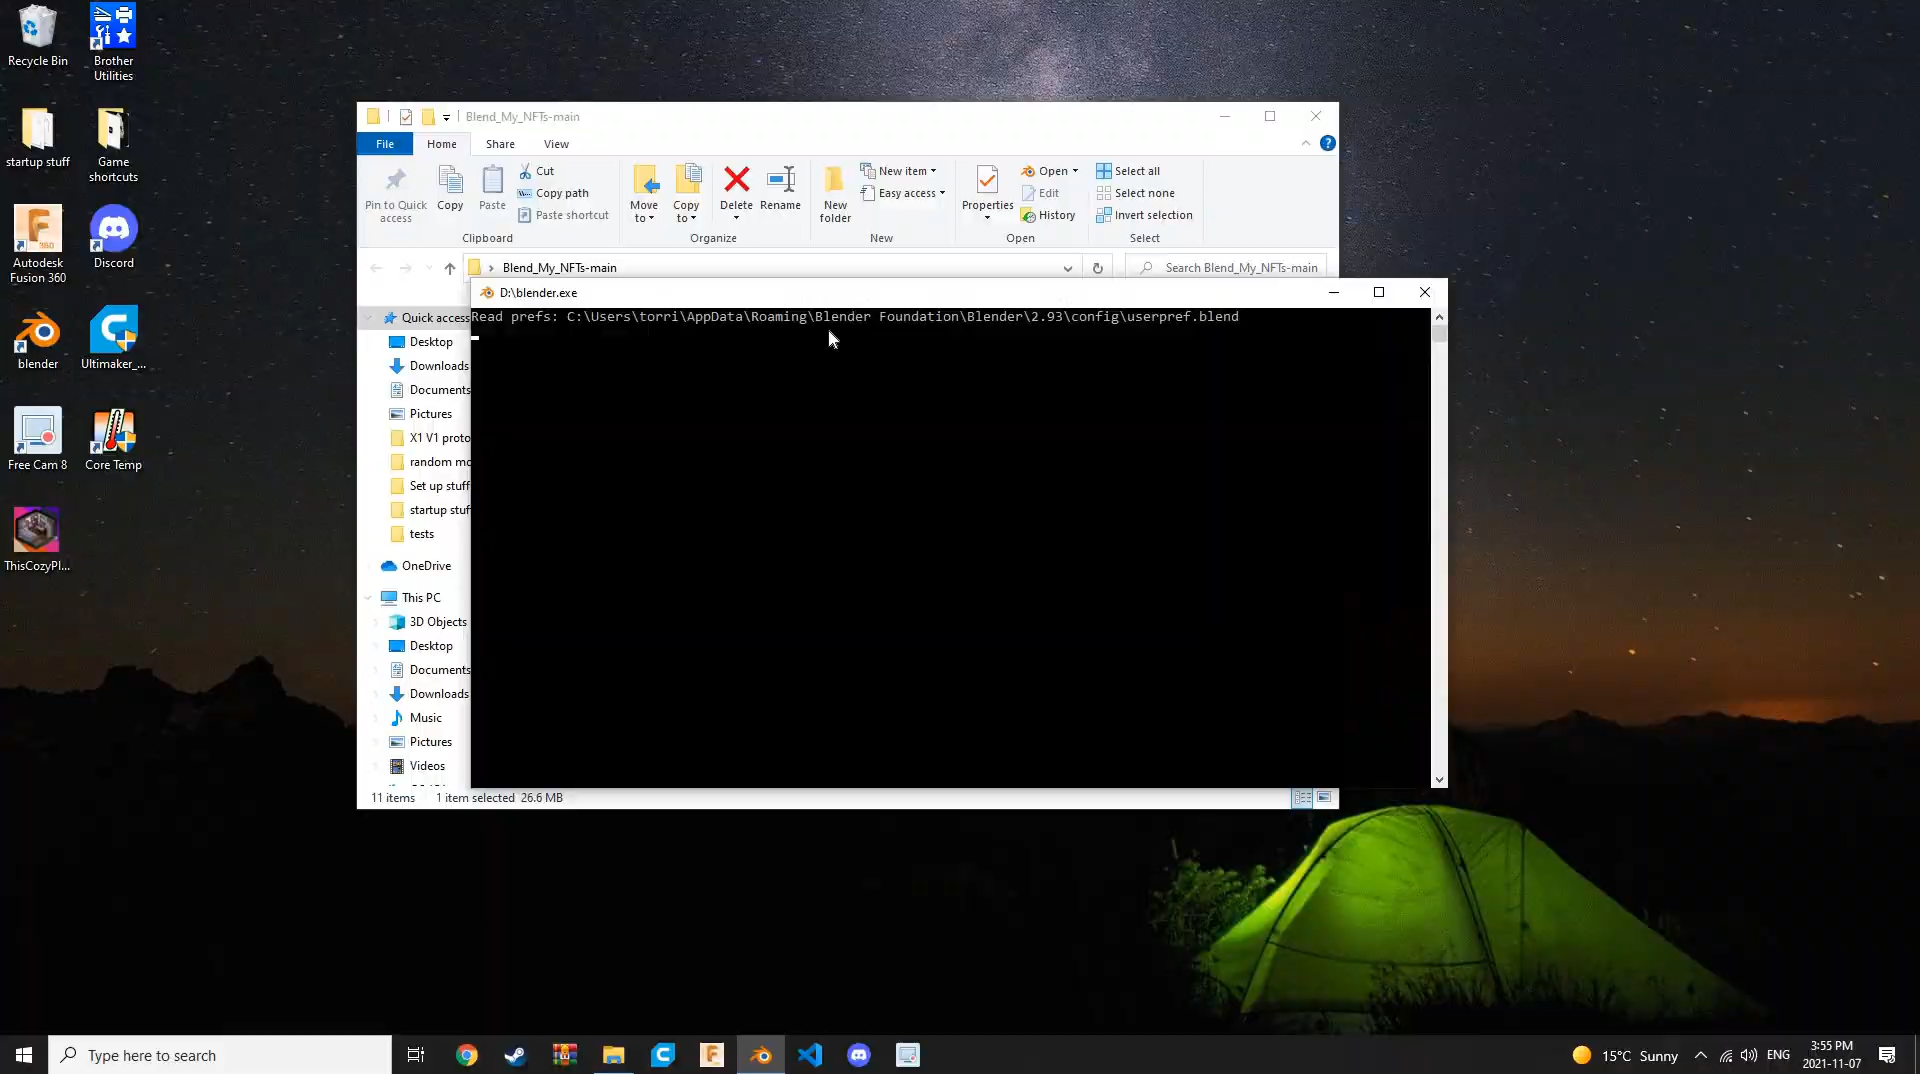 Recycle Bin
Brother
Utilities
startup stuff
Game
shortcuts
Autodesk
Fusion 360
Discord
blender
Ultimaker_...
Free Cam 8
Core Temp
ThisCozyPl...
Blend_My_NFTs-main
File
Home
Share
View
Pin to Quick
access
Copy
Paste
Cut
Copy path
Paste shortcut
Clipboard
Move
to
Copy
to
Delete
Rename
Organize
New
folder
New item
Easy access
New
Properties
Open
Edit
History
Open
Select all
Select none
Invert selection
Select
Blend_My_NFTs-main
Search Blend_My_NFTs-main
D:\blender.exe
Read prefs: C:\Users\torri\AppData\Roaming\Blender Foundation\Blender\2.93\config\userpref.blend
Quick access
Desktop
Downloads
Documents
Pictures
X1 V1 proto
random mo
Set up stuff
startup stuf
tests
OneDrive
This PC
3D Objects
Desktop
Documents
Downloads
Music
Pictures
Videos
11 items
1 item selected 26.6 MB
Type here to search
15°C Sunny
ENG
3:55 PM
2021-11-07